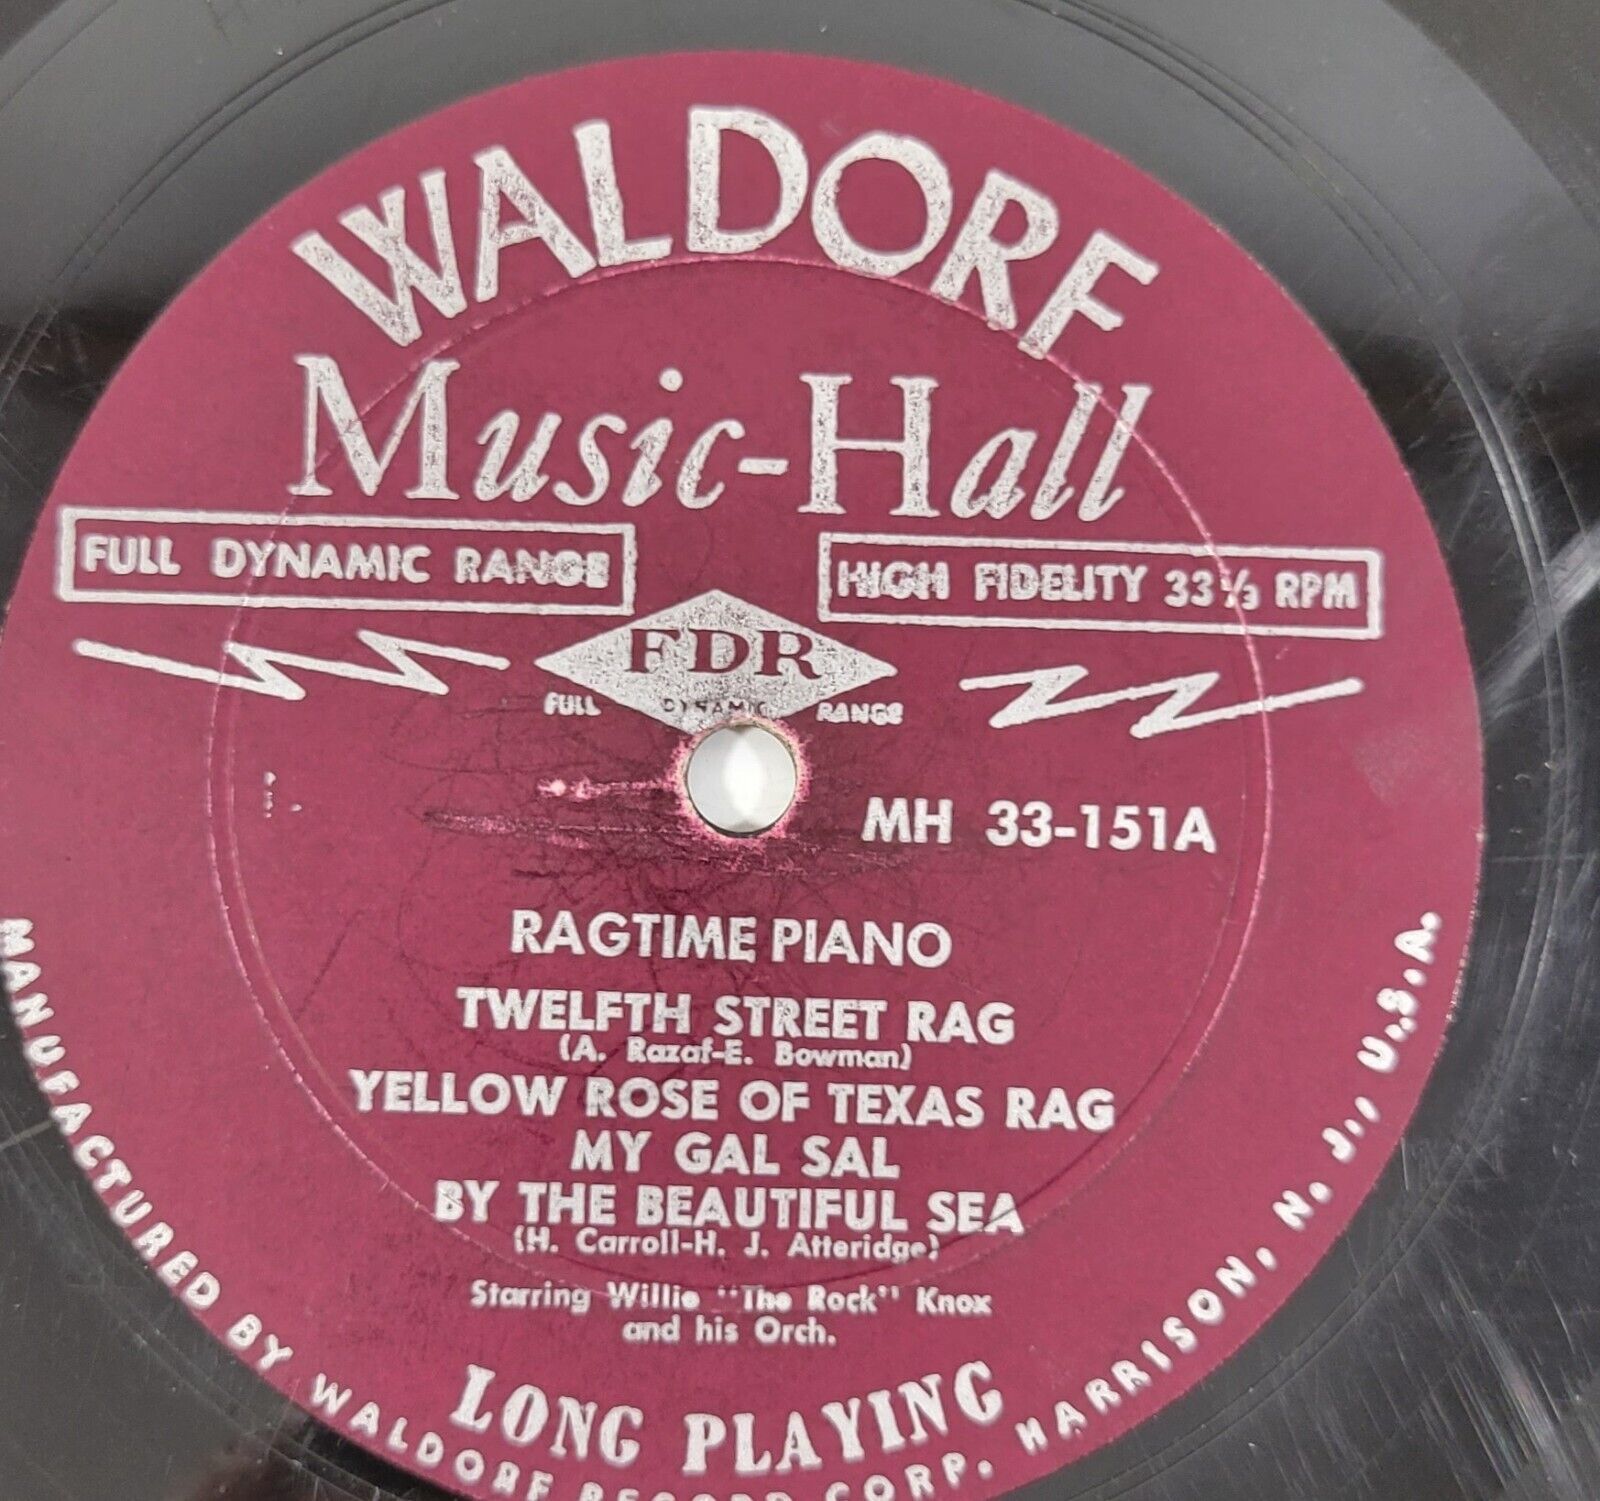 WALDORF
Music-Hall
FULL DYNAMIC RANGE
HIGH FIDELITY 33⅓ RPM
FDR
FULL DYNAMIC RANGE
MH 33-151A
RAGTIME PIANO
TWELFTH STREET RAG
(A. Razaf-E. Bowman)
YELLOW ROSE OF TEXAS RAG
MY GAL SAL
BY THE BEAUTIFUL SEA
(H. Carroll-H. J. Atteridge)
Starring Willie "The Rock" Knox
and his Orch.
LONG PLAYING
MANUFACTURED BY WALDORF RECORD CORP. HARRISON, N. J., U.S.A.